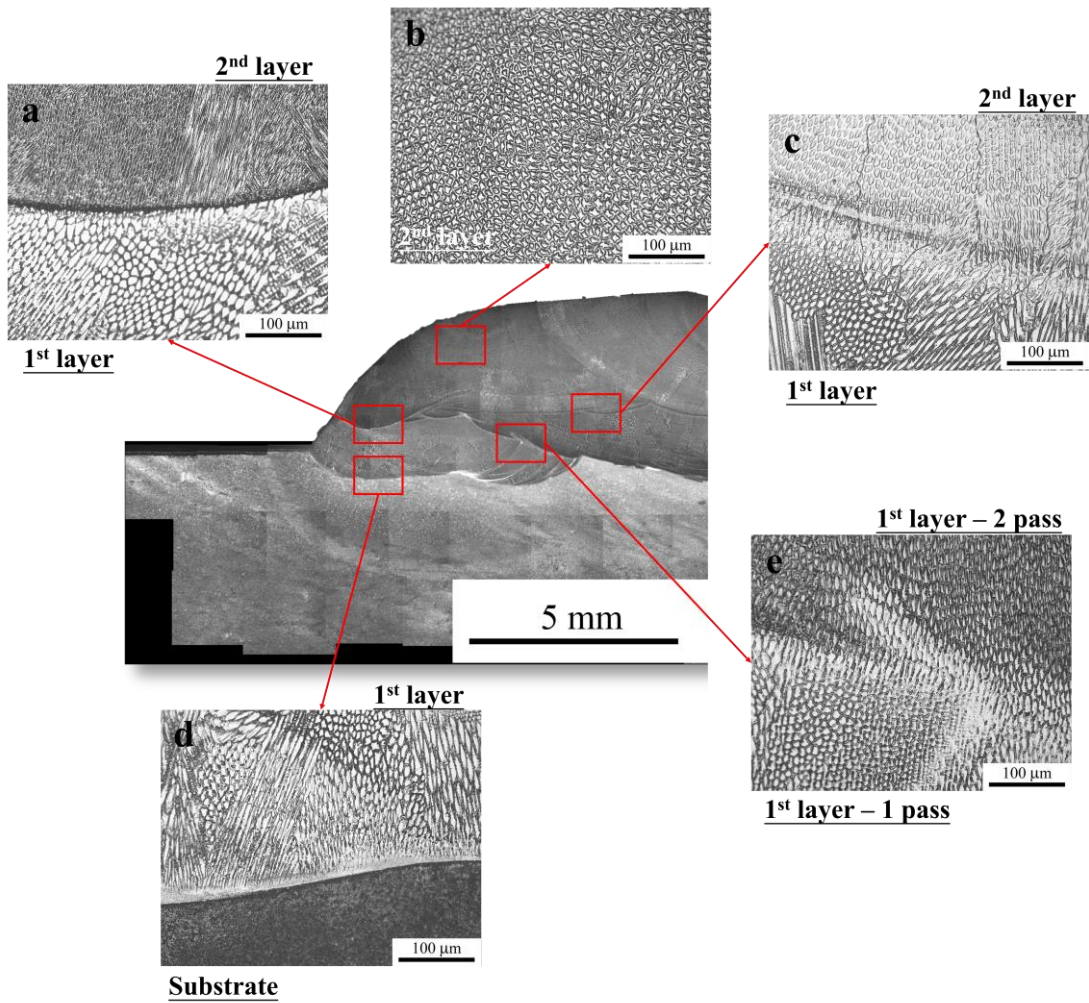 b
2nd layer
100 μm
2nd layer
a
100 μm
1st layer
2nd layer
c
100 μm
1st layer
5 mm
1st layer – 2 pass
e
100 μm
1st layer – 1 pass
1st layer
d
100 μm
Substrate